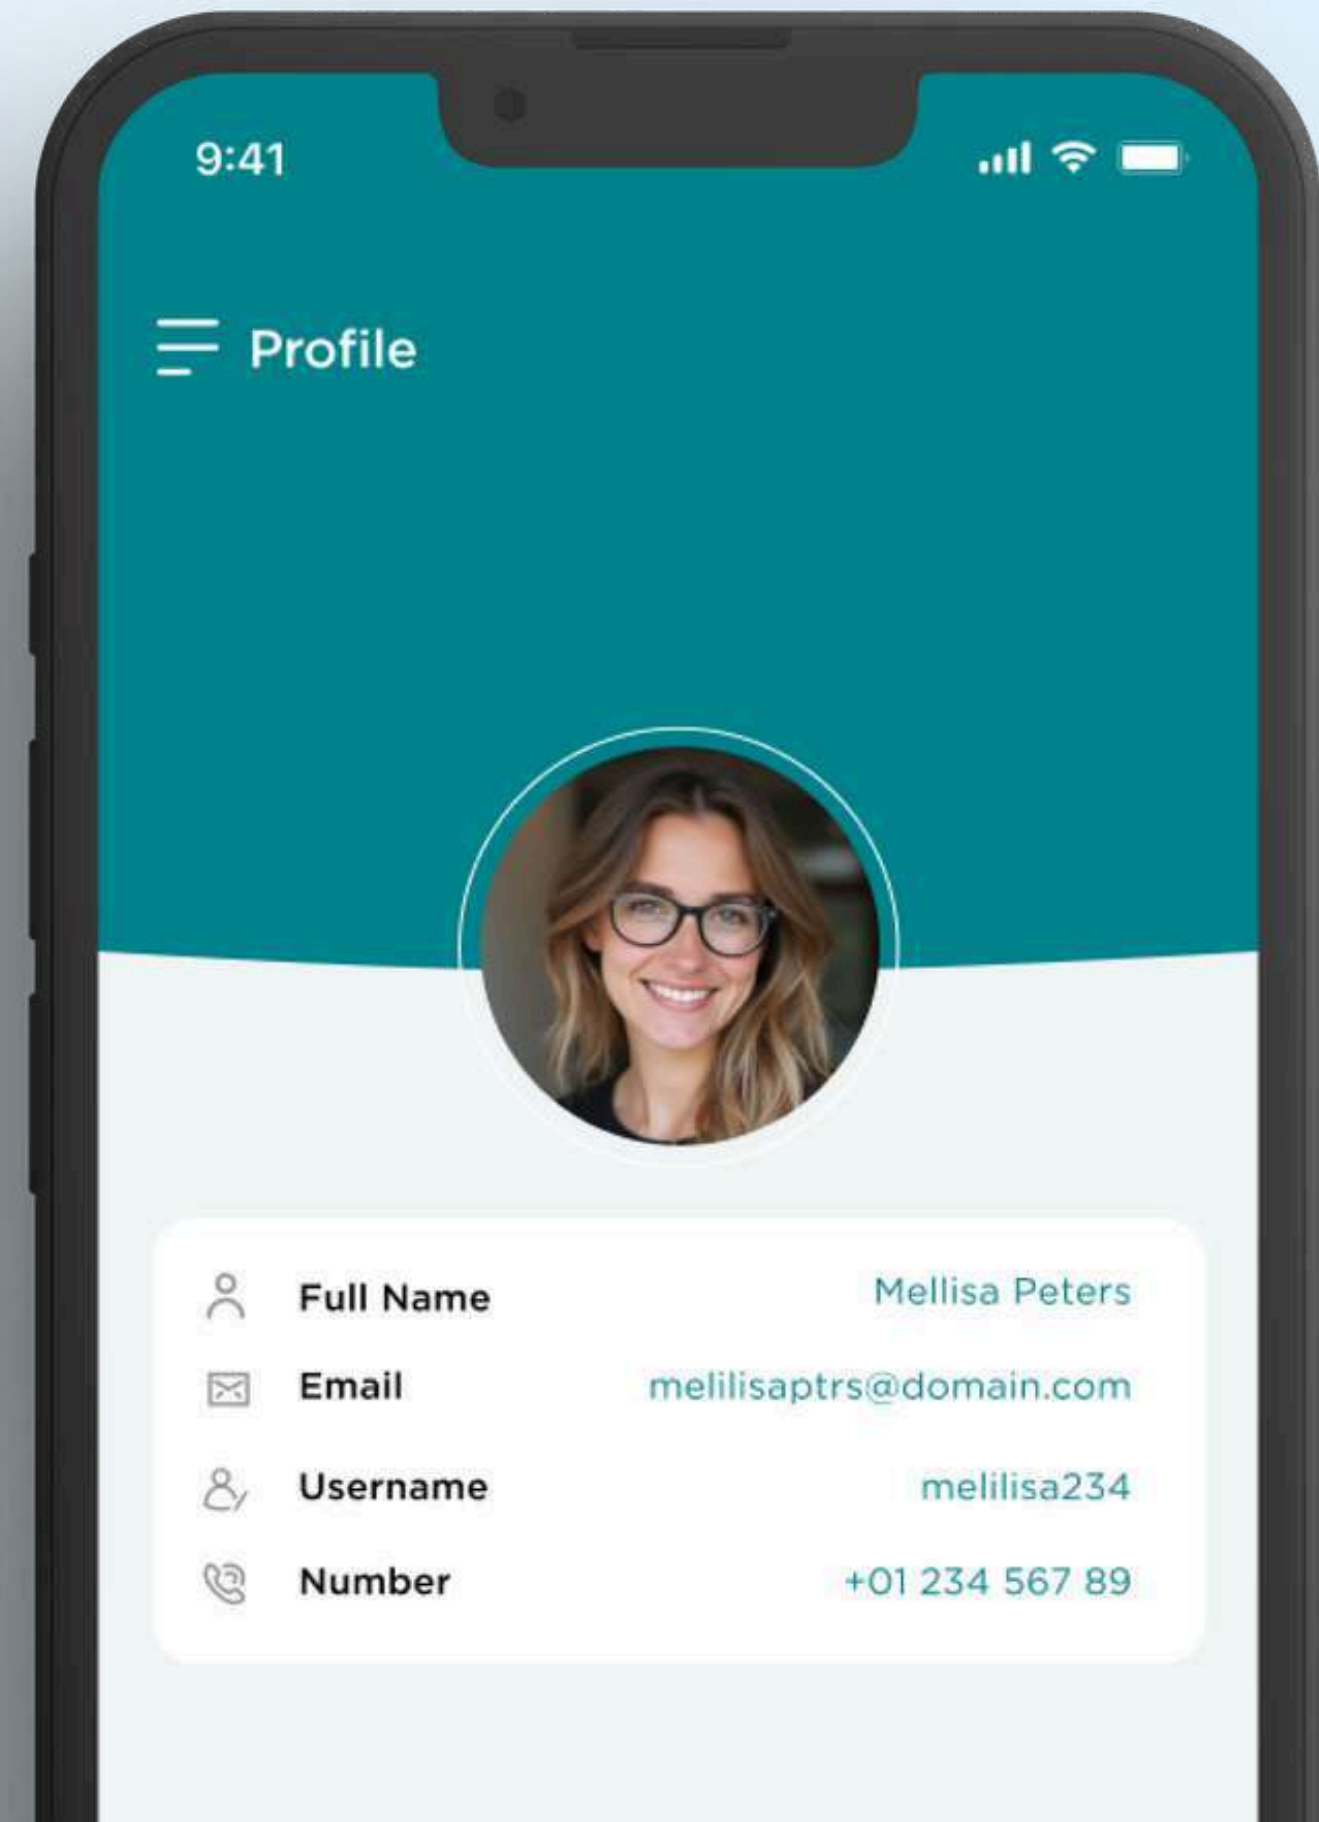 9:41
Profile
Full Name Mellisa Peters
Email melilisaptrs@domain.com
Username melilisa234
Number +01 234 567 89